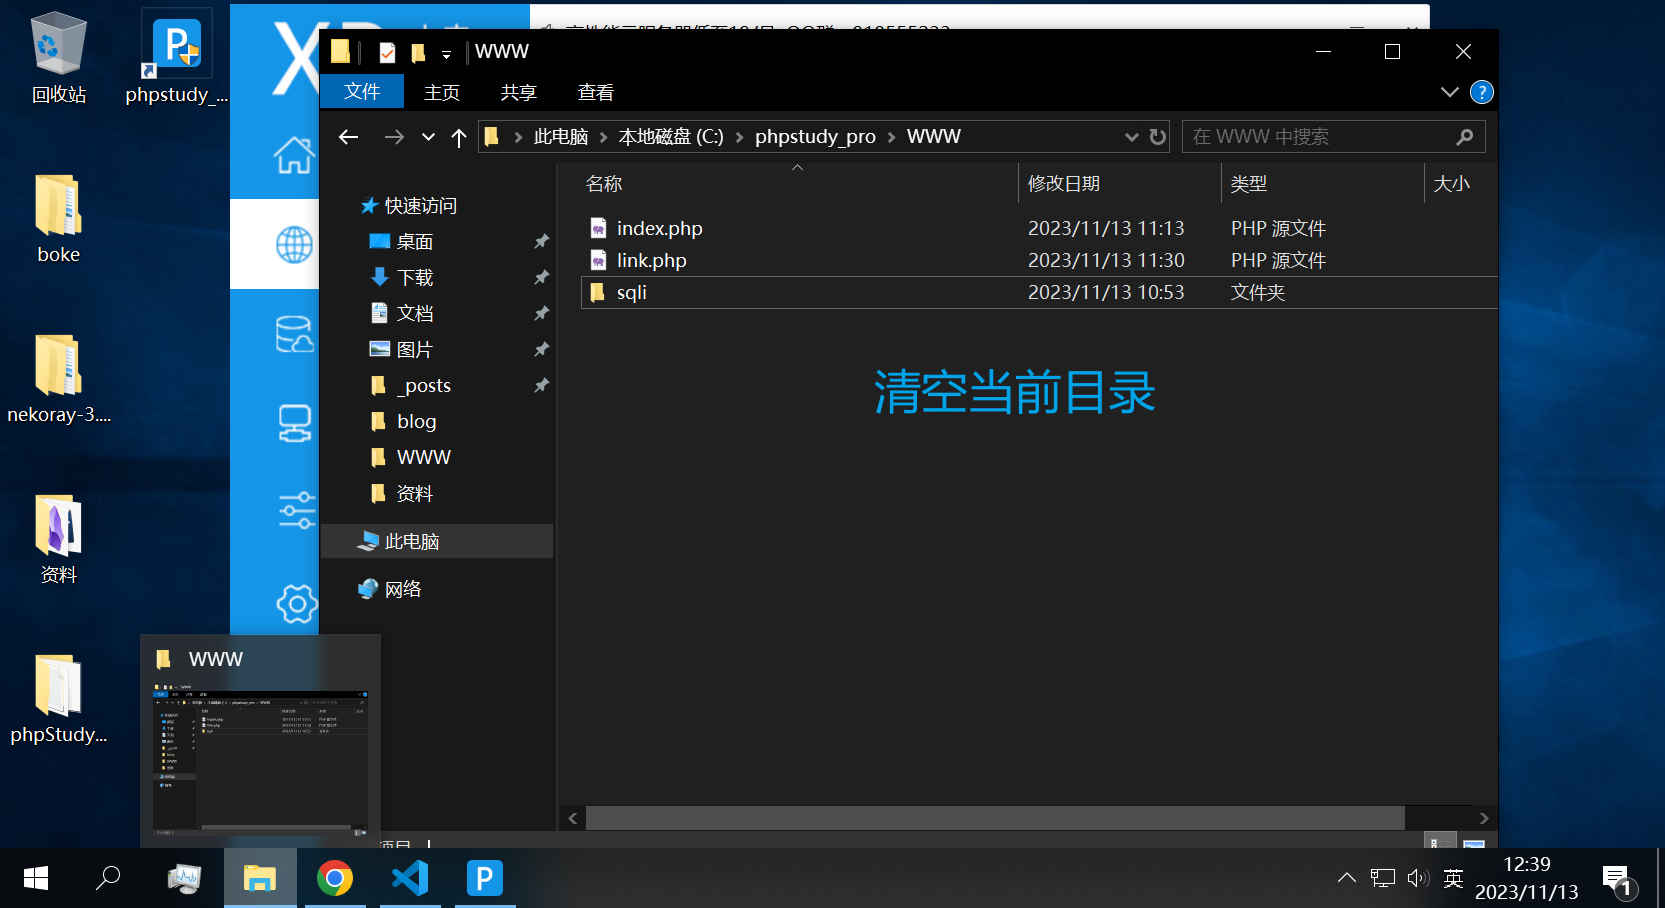 回收站
phpstudy_...
boke
nekoray-3....
资料
phpStudy...
WWW
文件
主页
共享
查看
此电脑
本地磁盘 (C:)
phpstudy_pro
WWW
在 WWW 中搜索
快速访问
桌面
下载
文档
图片
_posts
blog
WWW
资料
此电脑
网络
名称 修改日期 类型 大小
index.php 2023/11/13 11:13 PHP 源文件
link.php 2023/11/13 11:30 PHP 源文件
sqli 2023/11/13 10:53 文件夹
清空当前目录
WWW
项目
英
12:39
2023/11/13
1